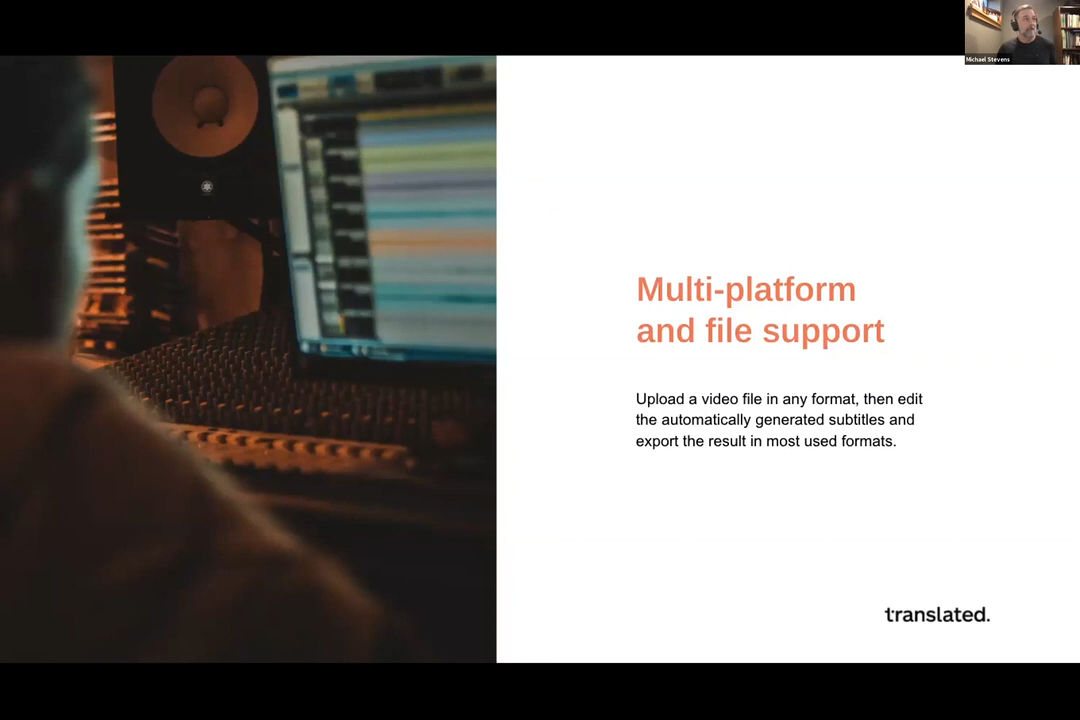 Michael Stevens
Multi-platform
and file support
Upload a video file in any format, then edit
the automatically generated subtitles and
export the result in most used formats.
translated.